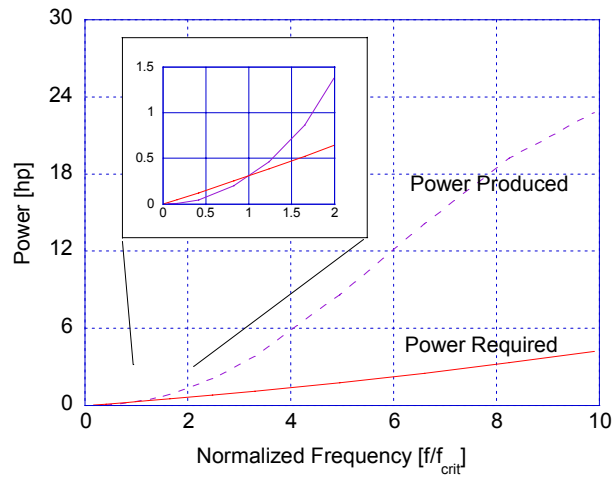 30
24
18
12
6
0
Power [hp]
1.5
1
0.5
0
0 0.5 1 1.5 2
Power Produced
Power Required
0 2 4 6 8 10
Normalized Frequency [f/fcrit]